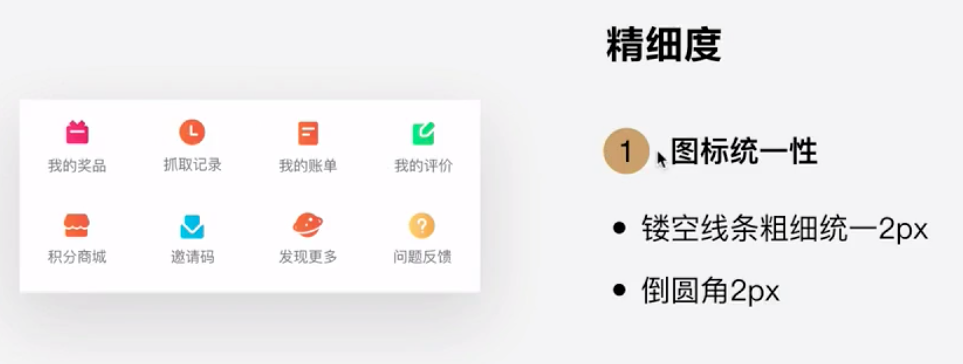 精细度
1 图标统一性
我的奖品 抓取记录 我的账单 我的评价
积分商城 邀请码 发现更多 问题反馈
• 镂空线条粗细统一2px
• 倒圆角2px